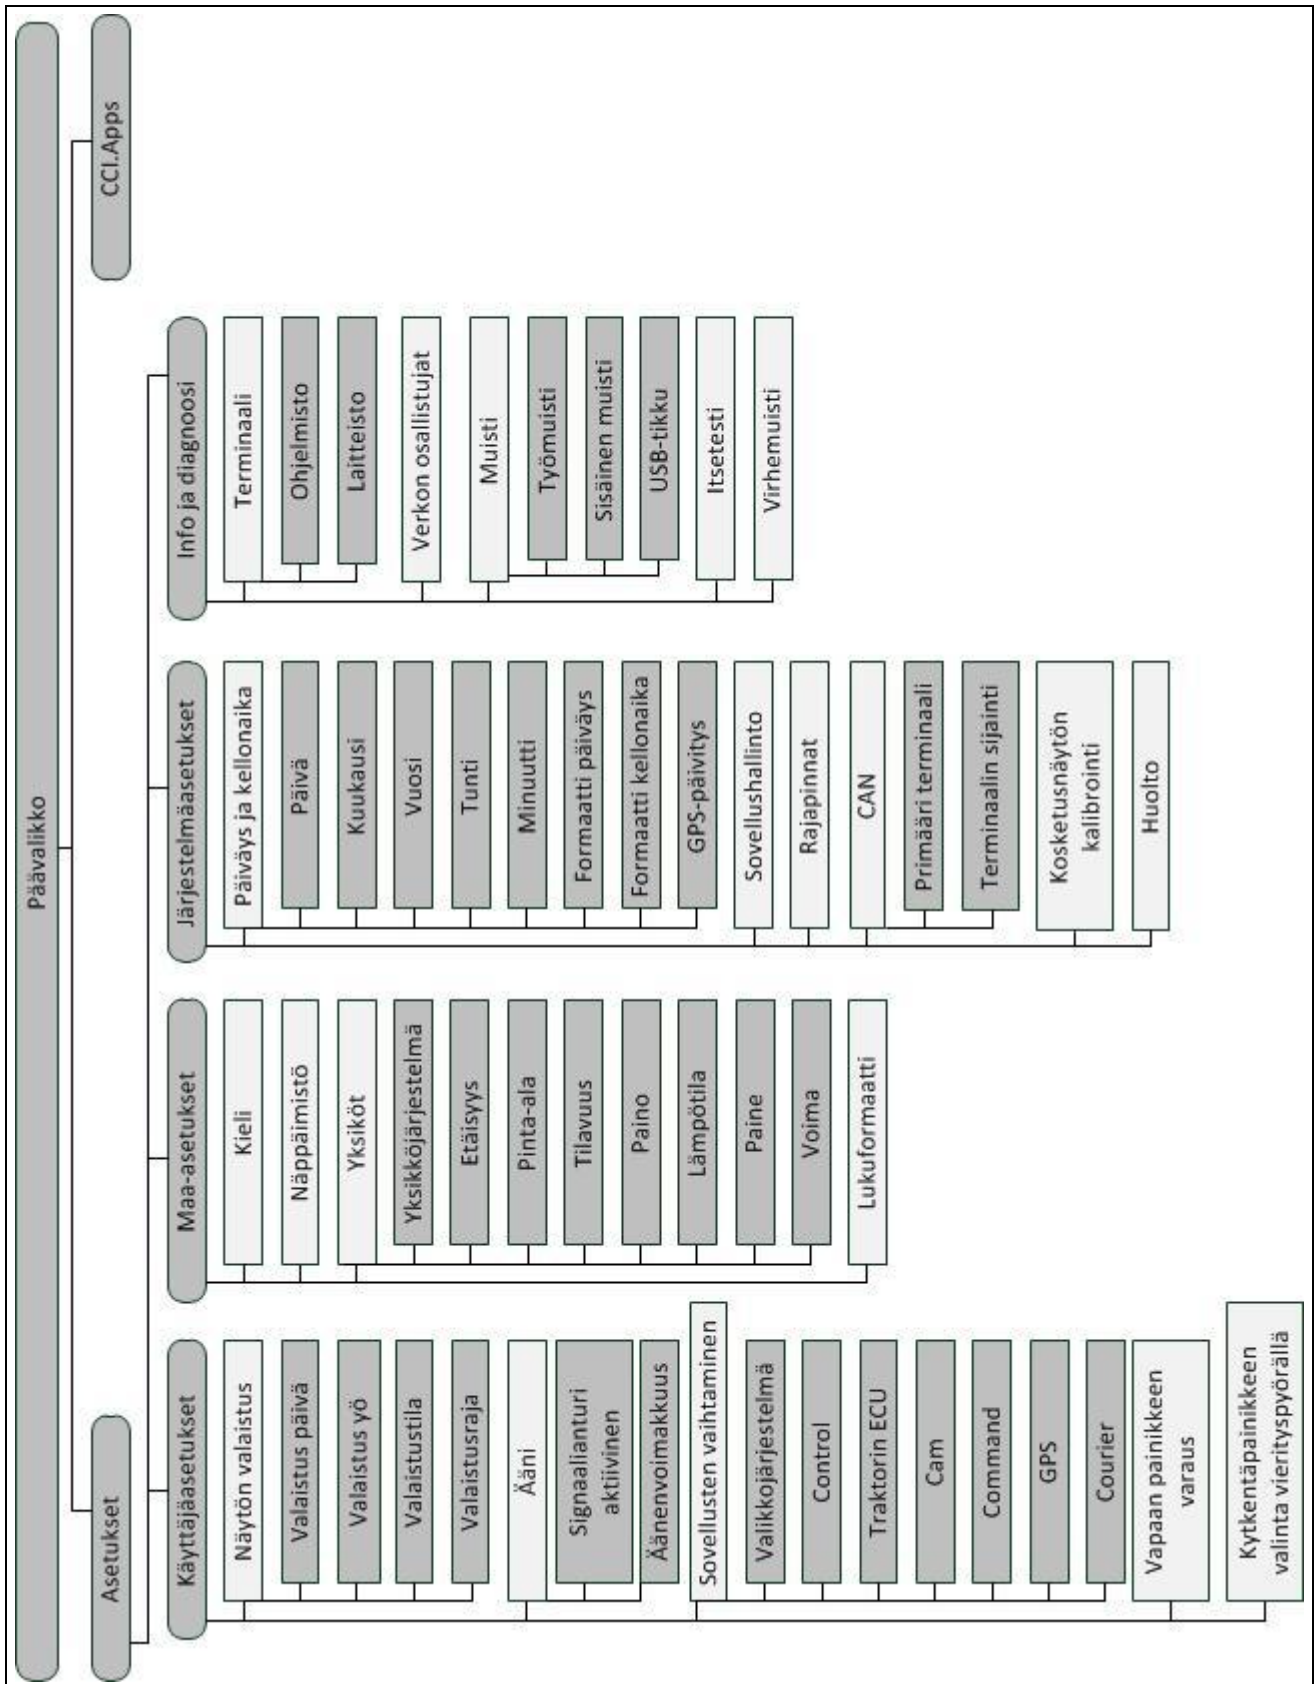 Päävalikko
Asetukset
CCI.Apps
Käyttäjäasetukset
Näytön valaistus
Valaistus päivä
Valaistus yö
Valaistustila
Valaistusraja
Ääni
Signaalianturi
aktiivinen
Äänenvoimakkuus
Sovellusten vaihtaminen
Valikkojärjestelmä
Control
Traktorin ECU
Cam
Command
GPS
Courier
Vapaan painikkeen
varaus
Kytkentäpainikkeen
valinta vierityspyörällä
Maa-asetukset
Kieli
Näppäimistö
Yksiköt
Yksikköjärjestelmä
Etäisyys
Pinta-ala
Tilavuus
Paino
Lämpötila
Paine
Voima
Lukuformaatti
Järjestelmäasetukset
Päiväys ja kellonaika
Päivä
Kuukausi
Vuosi
Tunti
Minuutti
Formaatti päiväys
Formaatti kellonaika
GPS-päivitys
Sovellushallinto
Rajapinnat
CAN
Primääri terminaali
Terminaalin sijainti
Kosketusnäytön
kalibrointi
Huolto
Info ja diagnoosi
Terminaali
Ohjelmisto
Laitteisto
Verkon osallistujat
Muisti
Työmuisti
Sisäinen muisti
USB-tikku
Itsetesti
Virhemuisti